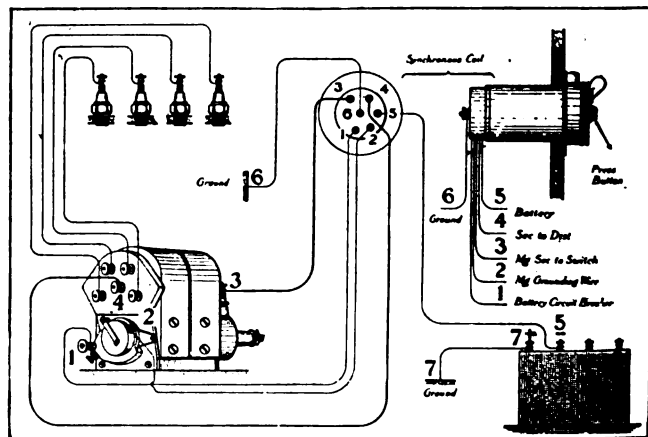 Synchronous Coil
3 4
6 5
1 2
Press
Button
6
Ground
6
Ground
5 Battery
4 Sec to Dist
3 Mg Sec to Switch
2 Mg Grounding Wire
1 Battery Circuit Breaker
3
4
2
1
7 + 5 -
7
Ground